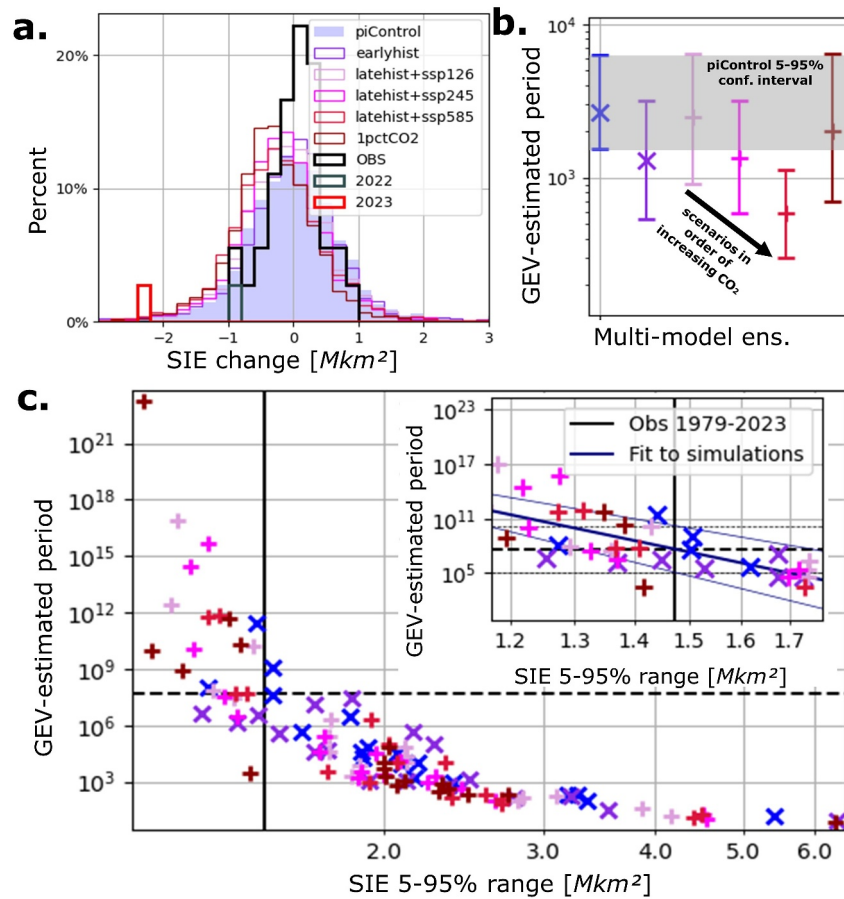 a.
20%
10%
0%
Percent
−2
−1
0
1
2
3
SIE change [Mkm²]
piControl
earlyhist
latehist+ssp126
latehist+ssp245
latehist+ssp585
1pctCO2
OBS
2022
2023
b.
10⁴
10³
GEV-estimated period
piControl 5-95%
conf. interval
scenarios in
order of
increasing CO₂
Multi-model ens.
c.
10²¹
10¹⁸
10¹⁵
10¹²
10⁹
10⁶
10³
GEV-estimated period
2.0
3.0
4.0
5.0
6.0
SIE 5-95% range [Mkm²]
10²³
10¹⁷
10¹¹
10⁵
GEV-estimated period
Obs 1979-2023
Fit to simulations
1.2
1.3
1.4
1.5
1.6
1.7
SIE 5-95% range [Mkm²]